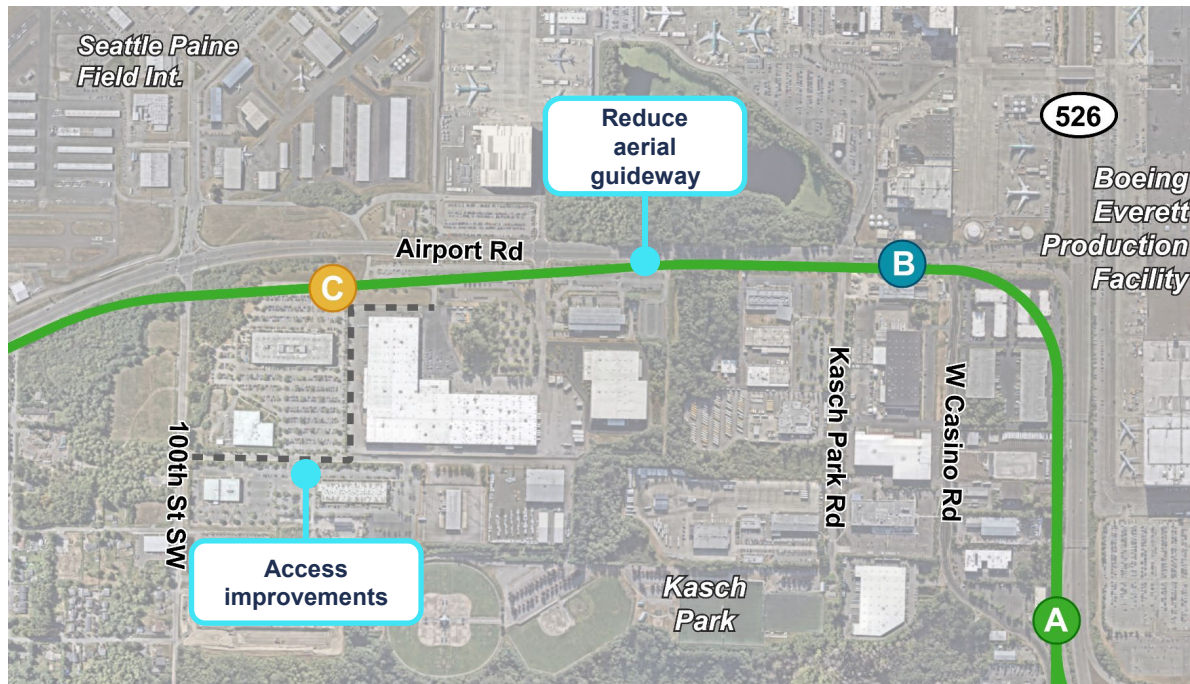 Seattle Paine
Field Int.
Reduce
aerial
guideway
526
Boeing
Everett
Production
Facility
Airport Rd
B
C
Kasch Park Rd
W Casino Rd
100th St SW
Access
improvements
Kasch
Park
A